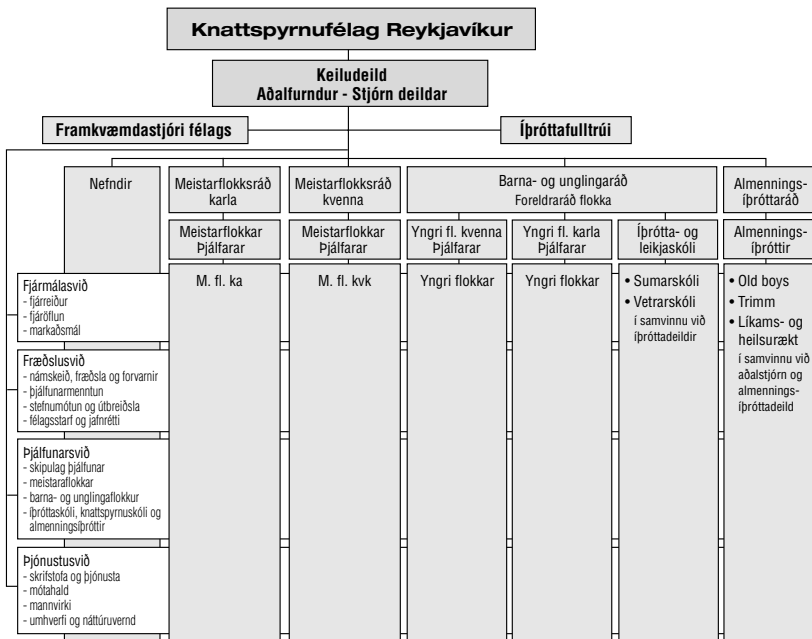 Knattspyrnufélag Reykjavíkur
Keiludeild
Aðalfurndur - Stjórn deildar
Framkvæmdastjóri félags
Íþróttafulltrúi
Nefndir
Meistarflokksráð
karla
Meistarflokksráð
kvenna
Barna- og unglingaráð
Foreldraráð flokka
Almennings-
íþróttaráð
Meistarflokkar
Þjálfarar
Meistarflokkar
Þjálfarar
Yngri fl. kvenna
Þjálfarar
Yngri fl. karla
Þjálfarar
Íþrótta- og
leikjaskóli
Almennings-
íþróttir
M. fl. ka
M. fl. kvk
Yngri flokkar
Yngri flokkar
• Sumarskóli
• Vetrarskóli
í samvinnu við
íþróttadeildir
• Old boys
• Trimm
• Líkams- og
heilsurækt
í samvinnu við
aðalstjórn og
almennings-
íþróttadeild
Fjármálasvið
- fjárreiður
- fjáröflun
- markaðsmál
Fræðslusvið
- námskeið, fræðsla og forvarnir
- þjálfunarmenntun
- stefnumótun og útbreiðsla
- félagsstarf og jafnrétti
Þjálfunarsvið
- skipulag þjálfunar
- meistaraflokkar
- barna- og unglingaflokkur
- íþróttaskóli, knattspyrnuskóli og
almenningsíþróttir
Þjónustusvið
- skrifstofa og þjónusta
- mótahald
- mannvirki
- umhverfi og náttúruvernd